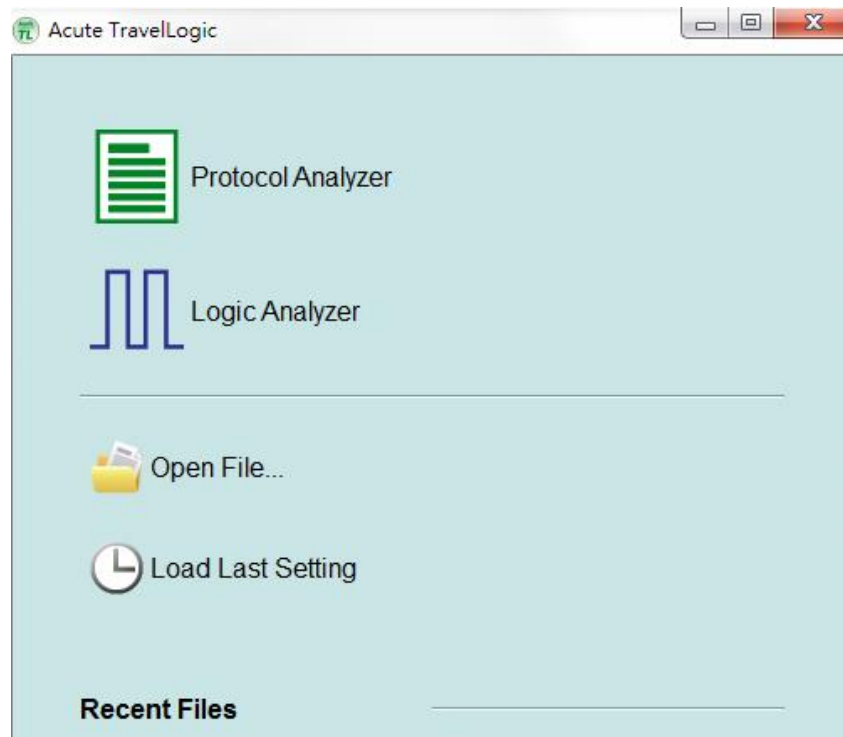 Acute TravelLogic
Protocol Analyzer
Logic Analyzer
Open File...
Load Last Setting
Recent Files